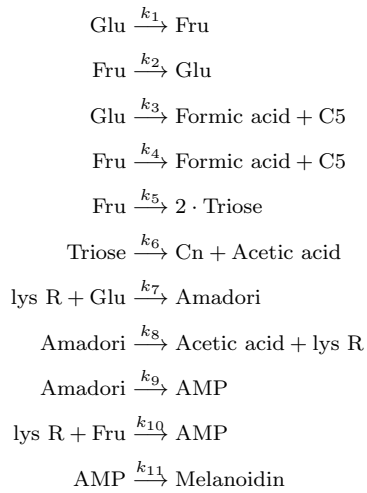 Glu —k₁→ Fru
Fru —k₂→ Glu
Glu —k₃→ Formic acid + C5
Fru —k₄→ Formic acid + C5
Fru —k₅→ 2 · Triose
Triose —k₆→ Cn + Acetic acid
lys R + Glu —k₇→ Amadori
Amadori —k₈→ Acetic acid + lys R
Amadori —k₉→ AMP
lys R + Fru —k₁₀→ AMP
AMP —k₁₁→ Melanoidin